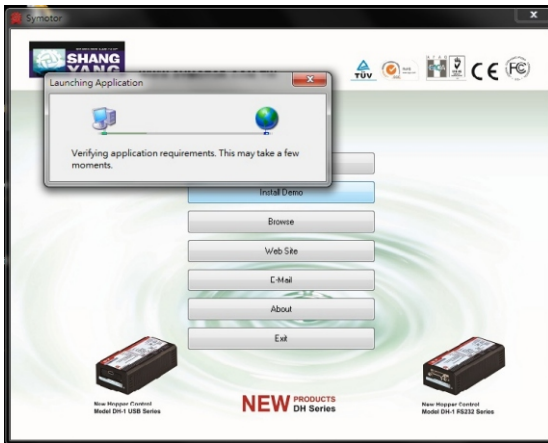 Symotor
SHANG
YANG
TÜV
Launching Application
Verifying application requirements. This may take a few
moments.
Install Demo
Browse
Web Site
E-Mail
About
Exit
New Hopper Control
Model DH-1 USB Series
NEW PRODUCTS
DH Series
New Hopper Control
Model DH-1 RS232 Series